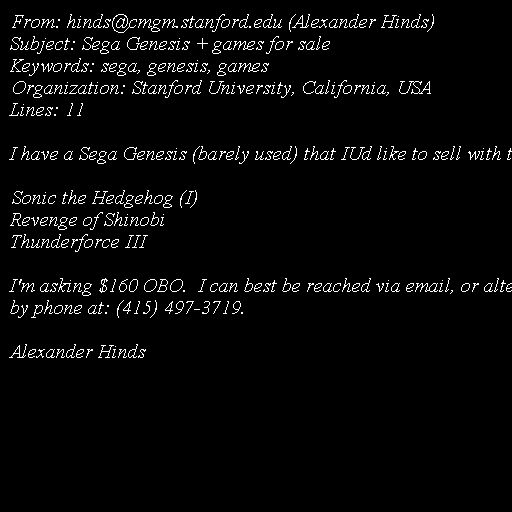 From: hinds@cmgm.stanford.edu (Alexander Hinds)
Subject: Sega Genesis + games for sale
Keywords: sega, genesis, games
Organization: Stanford University, California, USA
Lines: 11
I have a Sega Genesis (barely used) that IUd like to sell with
Sonic the Hedgehog (I)
Revenge of Shinobi
Thunderforce III
I'm asking $160 OBO.  I can best be reached via email, or
by phone at: (415) 497-3719.
Alexander Hinds